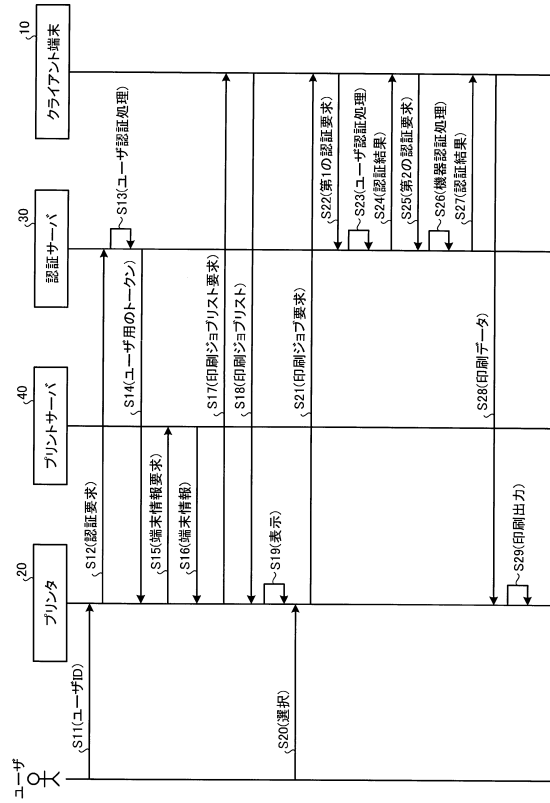 ユーザ
20
プリンタ
40
プリントサーバ
30
認証サーバ
10
クライアント端末
S11(ユーザID)
S12(認証要求)
S13(ユーザ認証処理)
S14(ユーザ用のトークン)
S15(端末情報要求)
S16(端末情報)
S17(印刷ジョブリスト要求)
S18(印刷ジョブリスト)
S19(表示)
S20(選択)
S21(印刷ジョブ要求)
S22(第1の認証要求)
S23(ユーザ認証処理)
S24(認証結果)
S25(第2の認証要求)
S26(機器認証処理)
S27(認証結果)
S28(印刷データ)
S29(印刷出力)